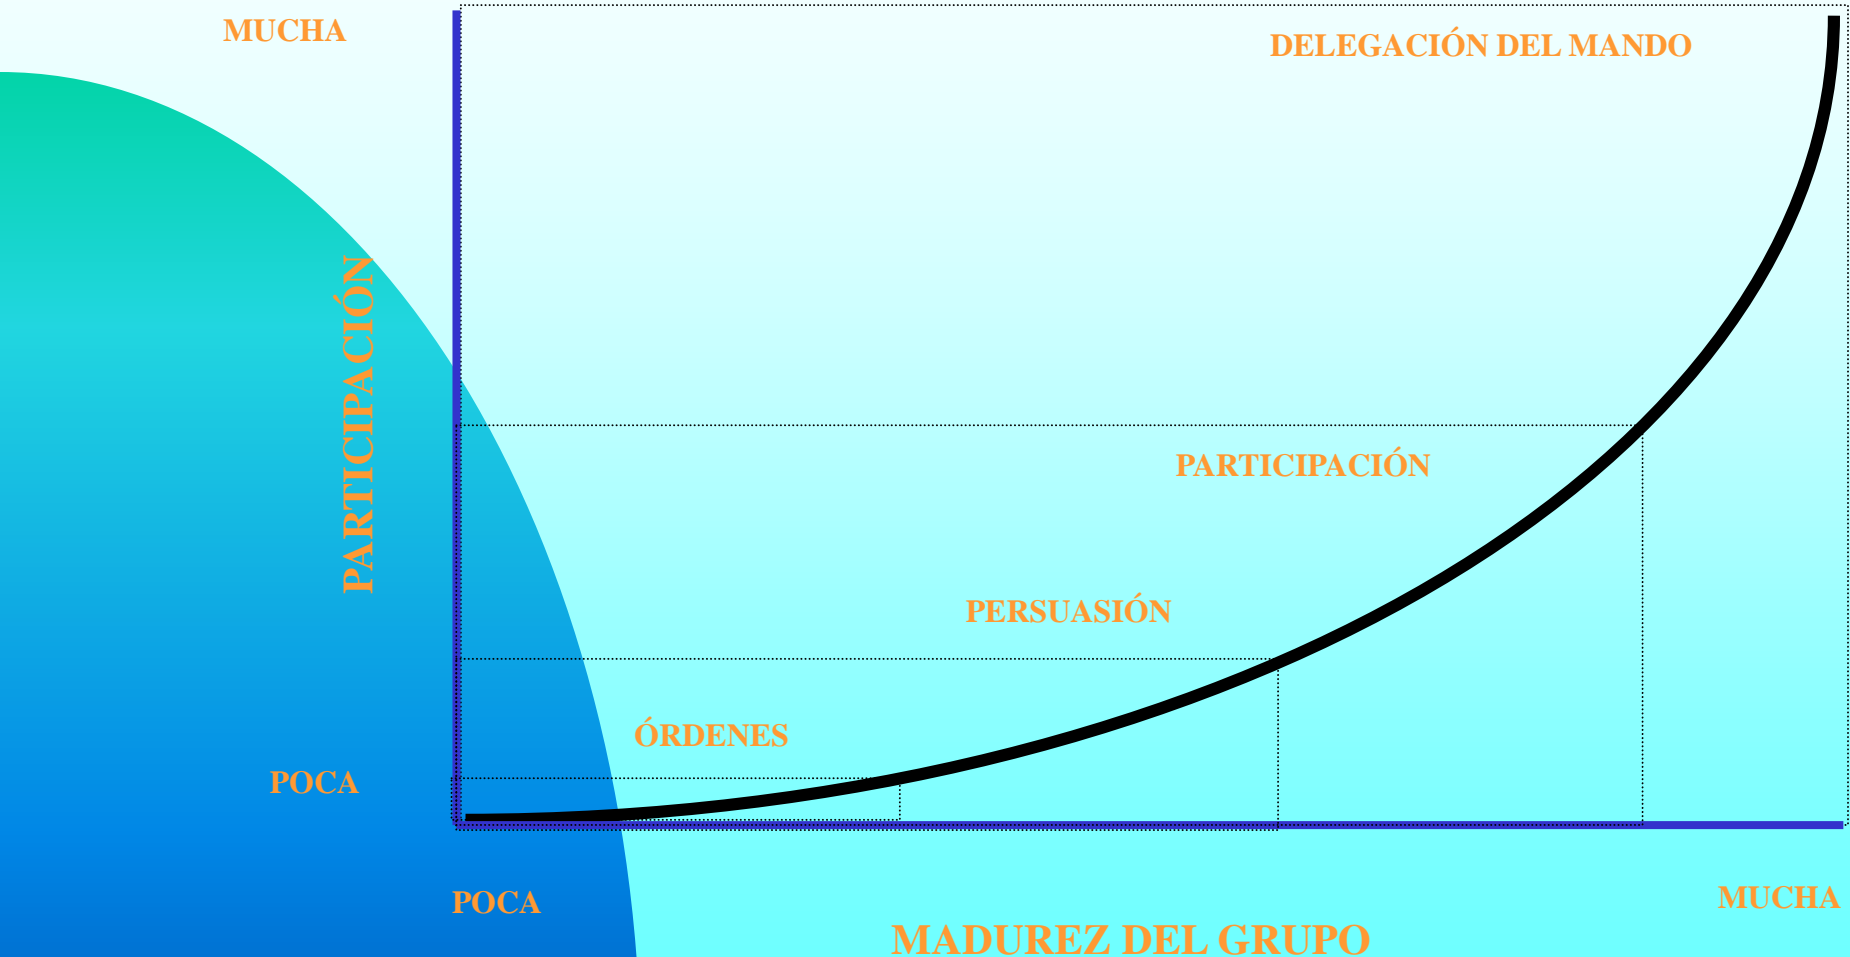 MUCHA
DELEGACIÓN DEL MANDO
PARTICIPACIÓN
PARTICIPACIÓN
PERSUASIÓN
ÓRDENES
POCA
POCA
MUCHA
MADUREZ DEL GRUPO